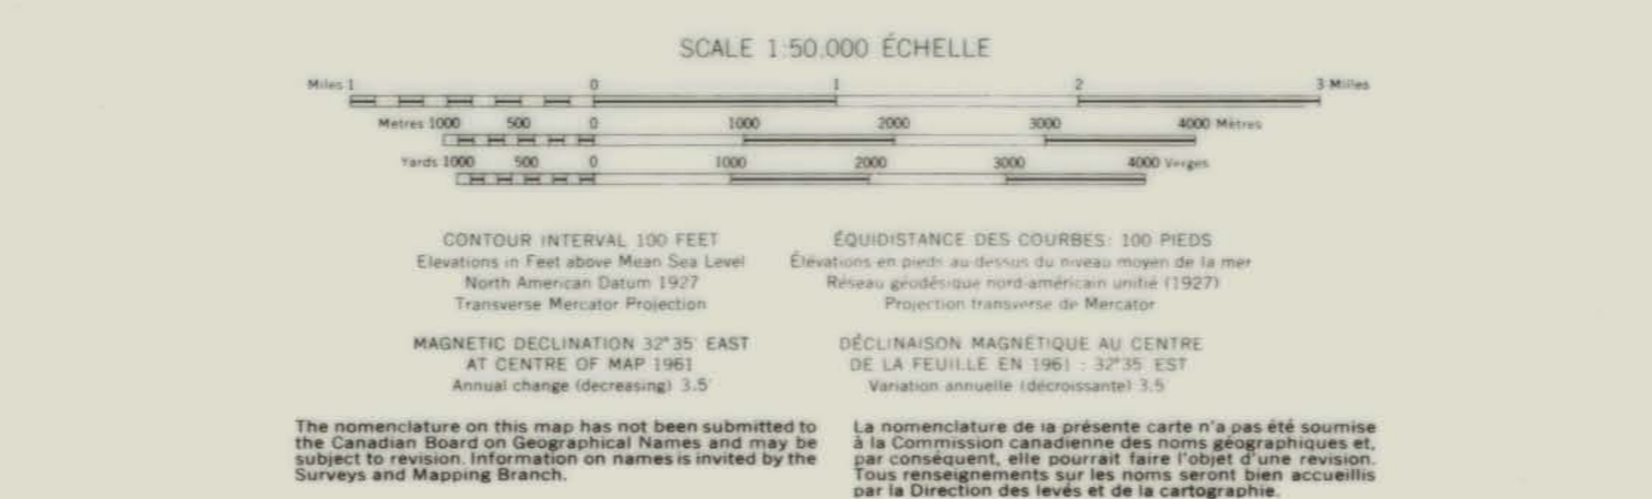 SCALE 1:50,000 ÉCHELLE
Miles 1 0 1 2 3 Milles
Metres 1000 500 0 1000 2000 3000 4000 Mètres
Yards 1000 500 0 1000 2000 3000 4000 Verges
CONTOUR INTERVAL 100 FEET
Elevations in Feet above Mean Sea Level
North American Datum 1927
Transverse Mercator Projection
ÉQUIDISTANCE DES COURBES: 100 PIEDS
Élévations en pieds au-dessus du niveau moyen de la mer
Réseau géodésique nord-américain unifié (1927)
Projection transverse de Mercator
MAGNETIC DECLINATION 32°35' EAST
AT CENTRE OF MAP 1961
Annual change (decreasing) 3.5'
DÉCLINAISON MAGNÉTIQUE AU CENTRE
DE LA FEUILLE EN 1961 : 32°35' EST
Variation annuelle (décroissante) 3.5'
The nomenclature on this map has not been submitted to
the Canadian Board on Geographical Names and may be
subject to revision. Information on names is invited by the
Surveys and Mapping Branch.
La nomenclature de la présente carte n'a pas été soumise
à la Commission canadienne des noms géographiques et,
par conséquent, elle pourrait faire l'objet d'une revision.
Tous renseignements sur les noms seront bien accueillis
par la Direction des levés et de la cartographie.